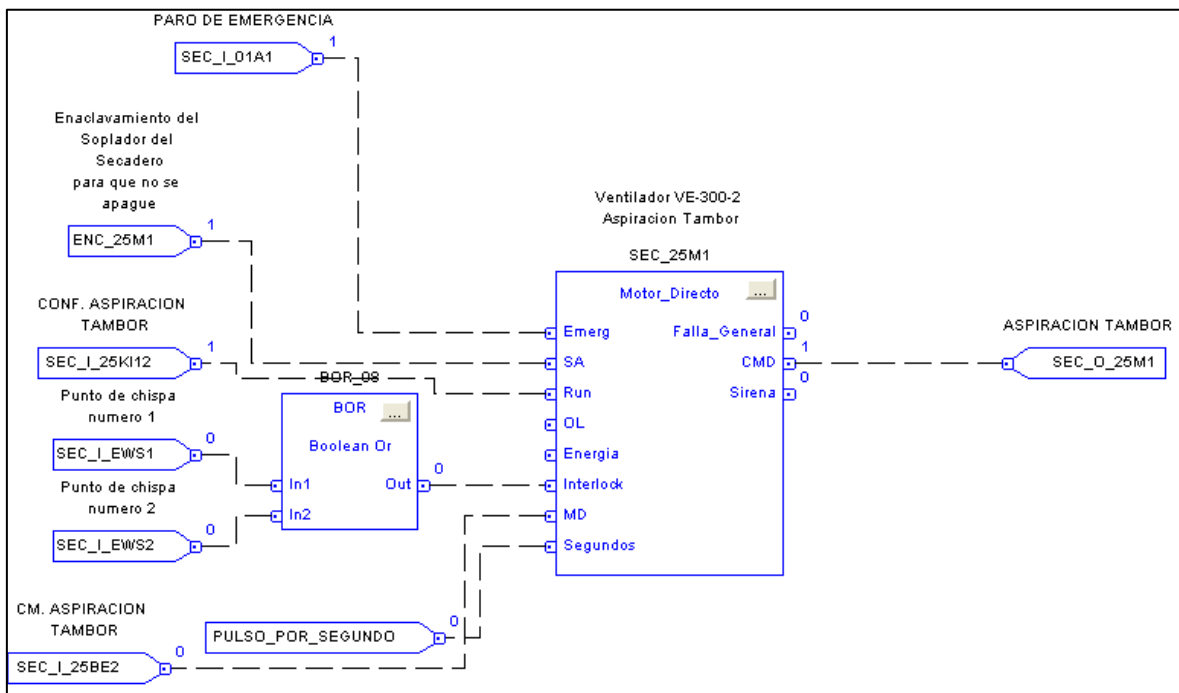 PARO DE EMERGENCIA
1
SEC_I_01A1
Enaclavamiento del
Soplador del
Secadero
para que no se
apague
1
ENC_25M1
CONF. ASPIRACION
TAMBOR
1
SEC_I_25KI12
Punto de chispa
numero 1
0
SEC_I_EWS1
Punto de chispa
numero 2
0
SEC_I_EWS2
BOR_08
BOR
...
Boolean Or
In1
Out
0
In2
CM. ASPIRACION
TAMBOR
0
SEC_I_25BE2
0
PULSO_POR_SEGUNDO
Ventilador VE-300-2
Aspiracion Tambor
SEC_25M1
Motor_Directo
...
Emerg
Falla_General
0
SA
CMD
1
Run
Sirena
0
OL
Energia
Interlock
MD
Segundos
ASPIRACION TAMBOR
SEC_O_25M1